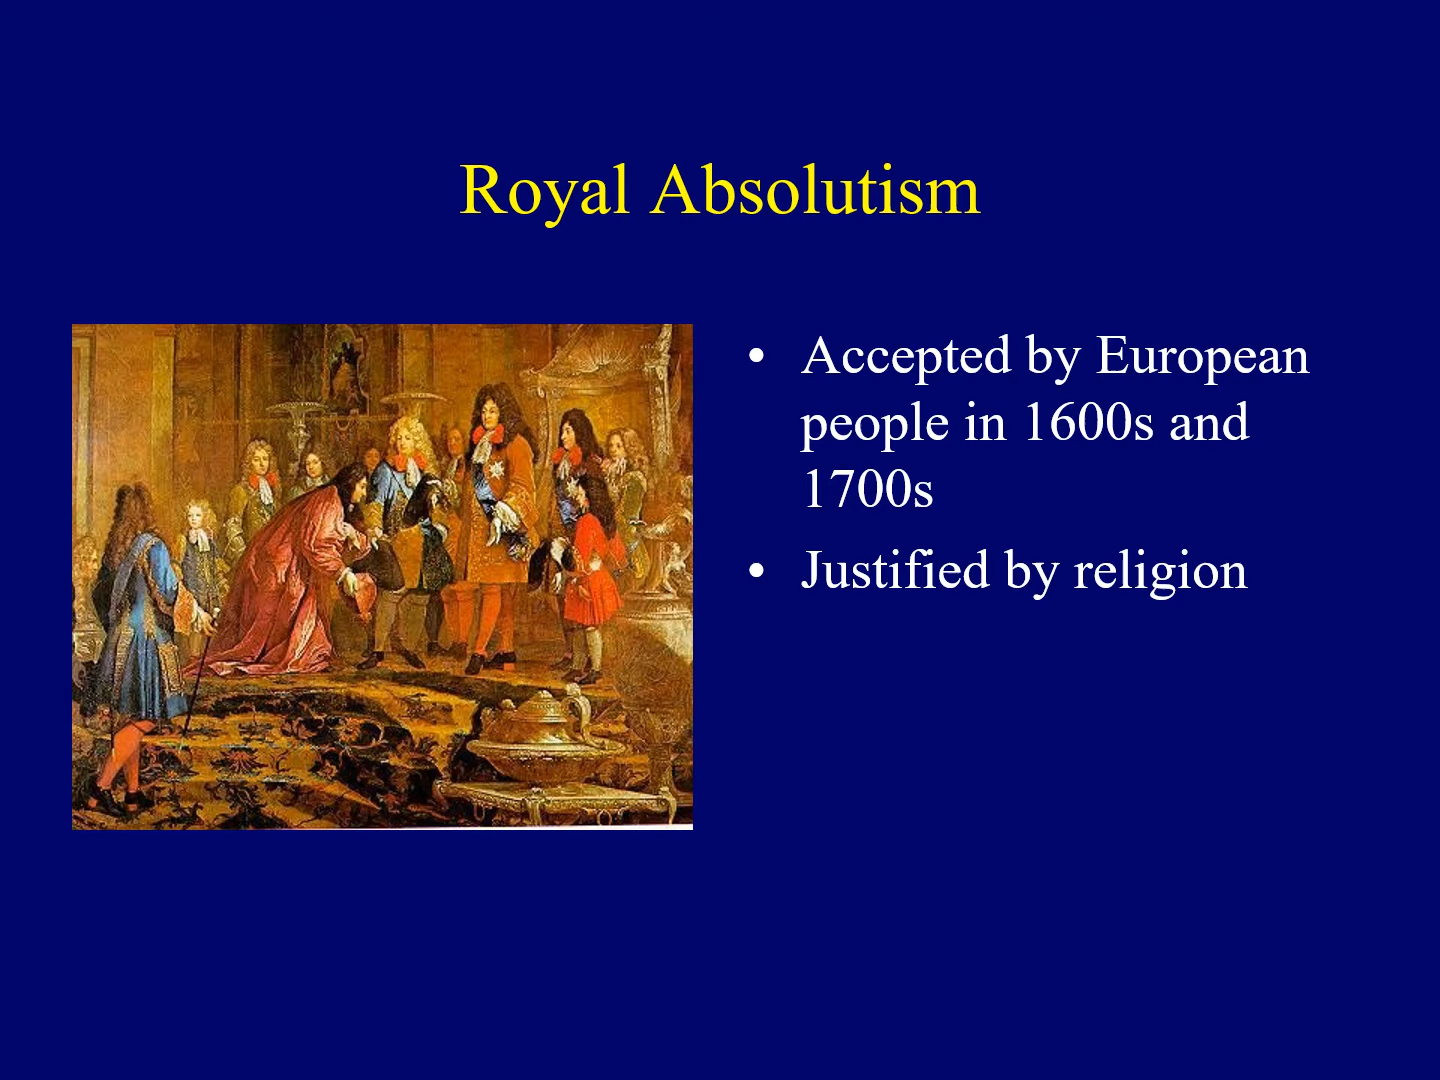 Royal Absolutism
• Accepted by European
people in 1600s and
1700s
• Justified by religion